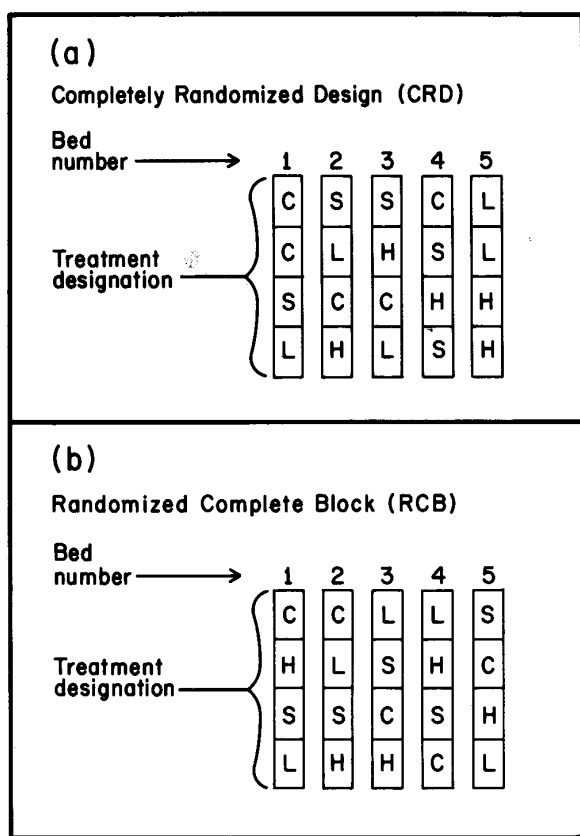 (a)
Completely Randomized Design (CRD)
Bed
number
1 2 3 4 5
Treatment
designation
C S S C L
C L H S L
S C C H H
L H L S H
(b)
Randomized Complete Block (RCB)
Bed
number
1 2 3 4 5
Treatment
designation
C C L L S
H L S H C
S S C S H
L H H C L